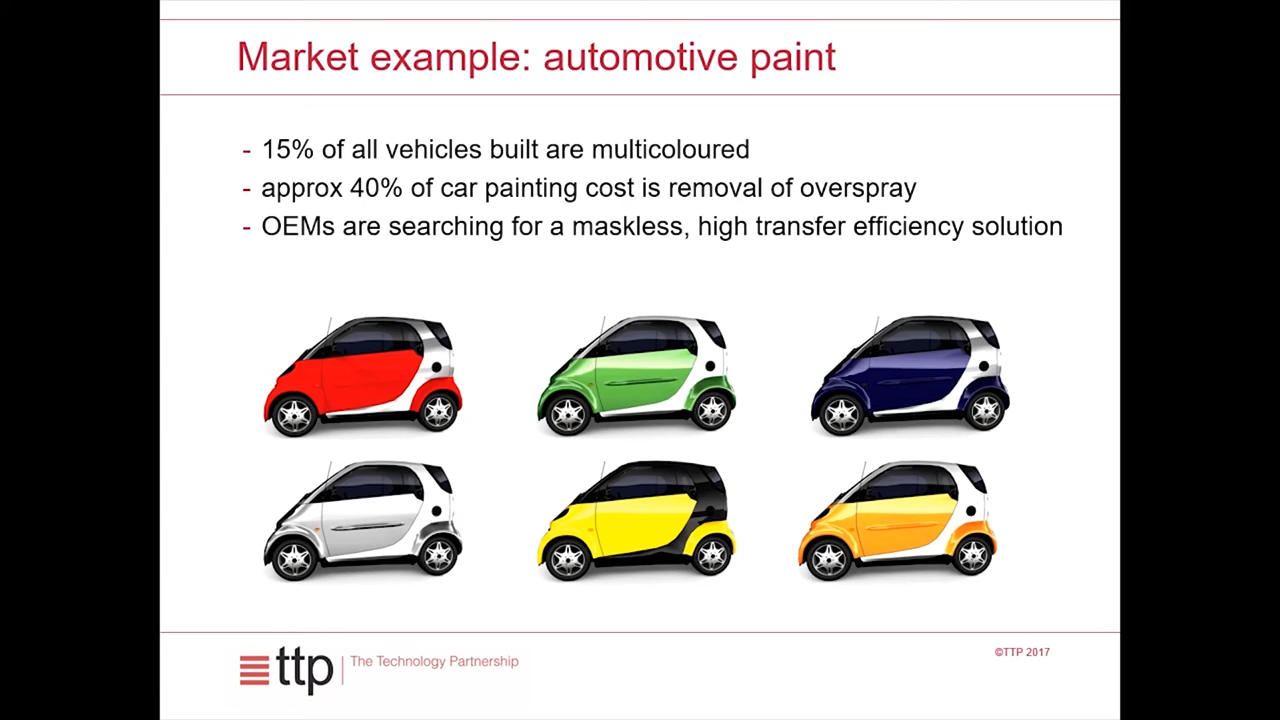 Market example: automotive paint
- 15% of all vehicles built are multicoloured
- approx 40% of car painting cost is removal of overspray
- OEMs are searching for a maskless, high transfer efficiency solution
ttp
The Technology Partnership
©TTP 2017